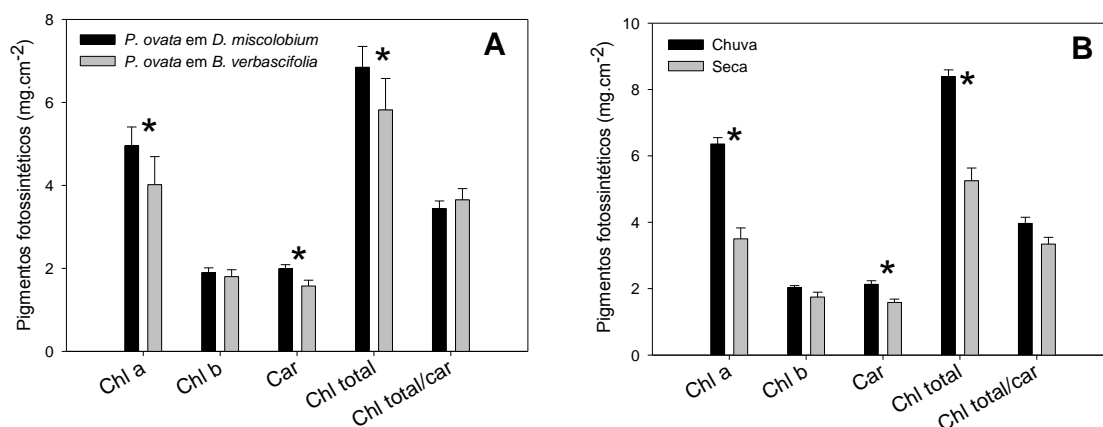 Pigmentos fotossintéticos (mg.cm-2)
8
6
4
2
0
P. ovata em D. miscolobium
P. ovata em B. verbascifolia
A
*
*
*
Chl a
Chl b
Car
Chl total
Chl total/car
Pigmentos fotossintéticos (mg.cm-2)
10
8
6
4
2
0
Chuva
Seca
B
*
*
*
Chl a
Chl b
Car
Chl total
Chl total/car